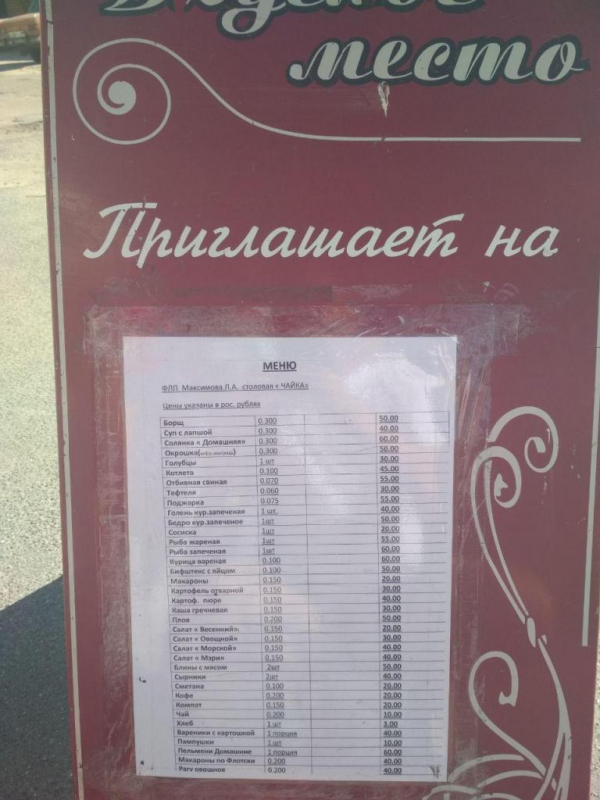 Вкусное
место
Приглашает на
МЕНЮ
ФЛП Максимова Л.А. столовая « ЧАЙКА»
Цены указаны в рос. рублях
Борщ 0.300 50.00
Суп с лапшой 0.300 40.00
Солянка « Домашняя» 0.300 60.00
Окрошка 0.300 50.00
Голубцы 1 шт 30.00
Котлета 0.100 45.00
Отбивная свиная 0.070 55.00
Тефтеля 0.060 30.00
Поджарка 0.075 55.00
Голень кур.запеченая 1 шт. 40.00
Бедро кур.запеченое 1шт 50.00
Сосиска 1шт 20.00
Рыба жареная 1шт 55.00
Рыба запеченая 1шт 60.00
Курица вареная 0.100 60.00
Бифштекс с яйцом 0.100 50.00
Макароны 0.150 20.00
Картофель отварной 0.150 30.00
Картоф. пюре 0.150 40.00
Каша гречневая 0.150 30.00
Плов 0.200 50.00
Салат « Весенний» 0.150 20.00
Салат « Овощной» 0.150 30.00
Салат « Морской» 0.150 40.00
Салат « Мэри» 0.150 40.00
Блины с мясом 2шт 50.00
Сырники 2шт 40.00
Сметана 0.100 20.00
Кофе 0.200 20.00
Компот 0.150 20.00
Чай 0.200 10.00
Хлеб 1 шт 3.00
Вареники с картошкой 1 порция 40.00
Пампушки 1 шт 10.00
Пельмени Домашние 1 порция 60.00
Макароны по Флотски 0.200 40.00
Рагу овощное 0.200 40.00